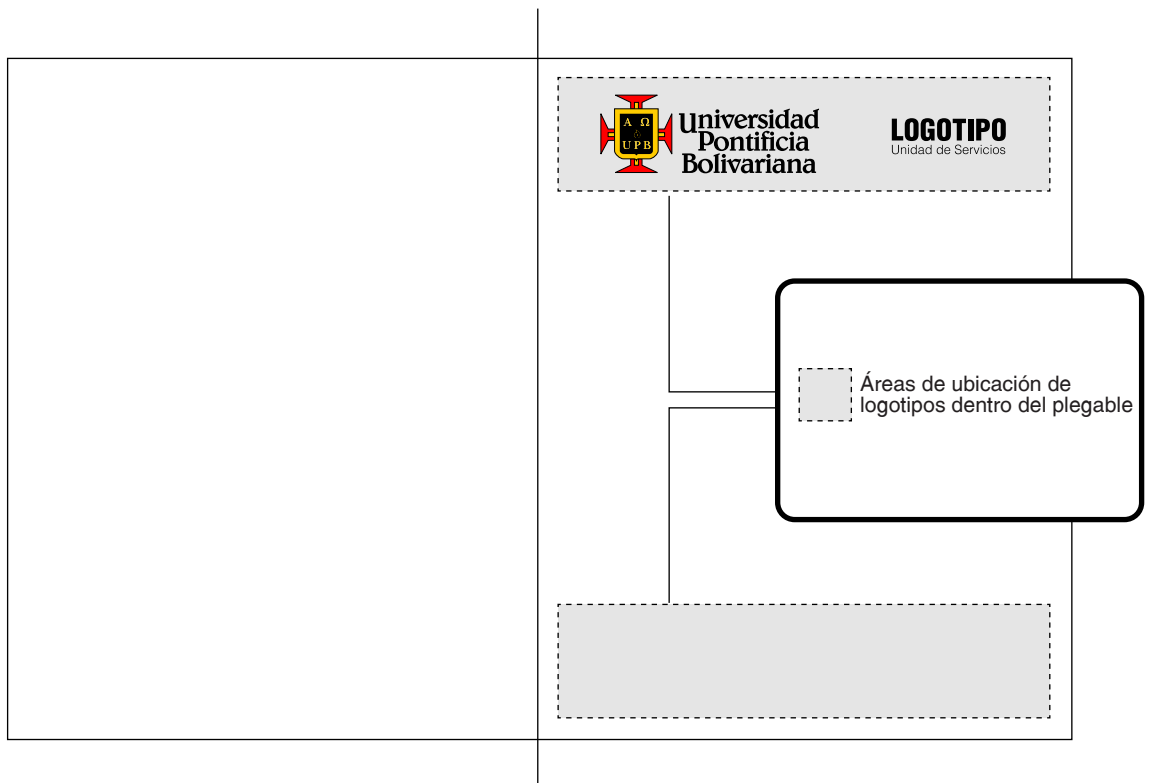 Α Ω
UPB
Universidad
Pontificia
Bolivariana
LOGOTIPO
Unidad de Servicios
Áreas de ubicación de
logotipos dentro del plegable